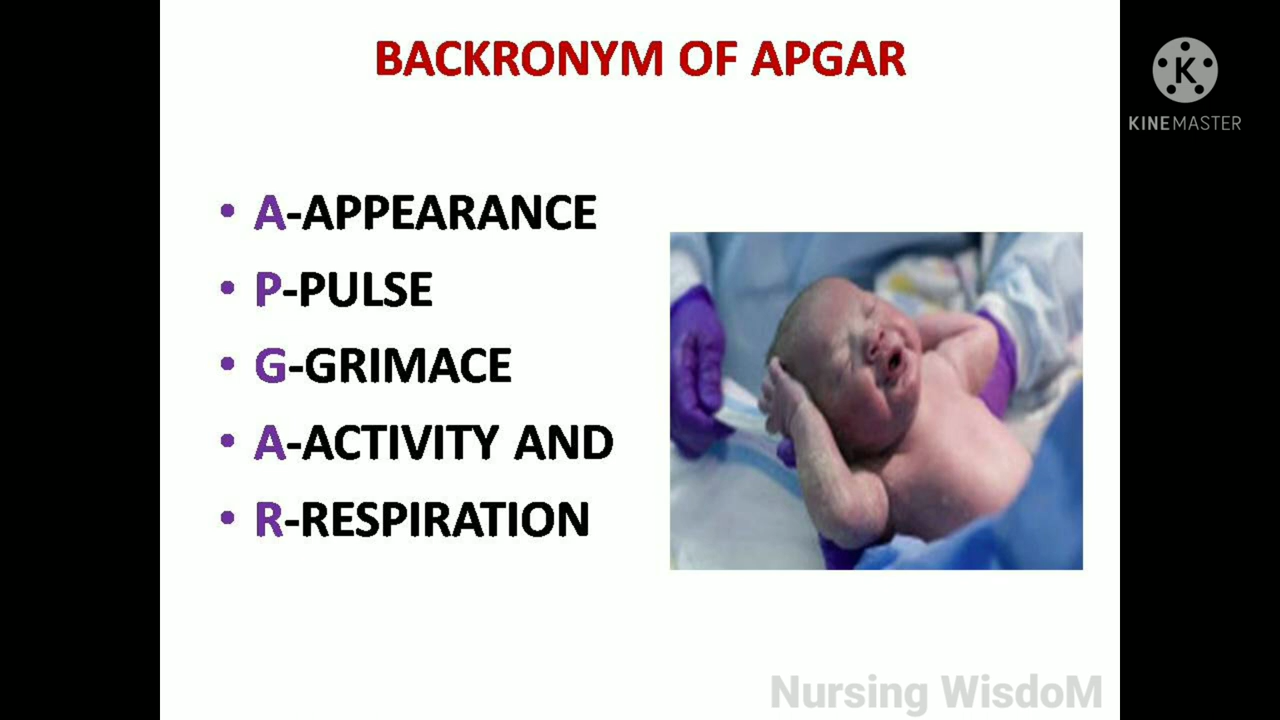 BACKRONYM OF APGAR
K
KINEMASTER
• A-APPEARANCE
• P-PULSE
• G-GRIMACE
• A-ACTIVITY AND
• R-RESPIRATION
Nursing WisdoM